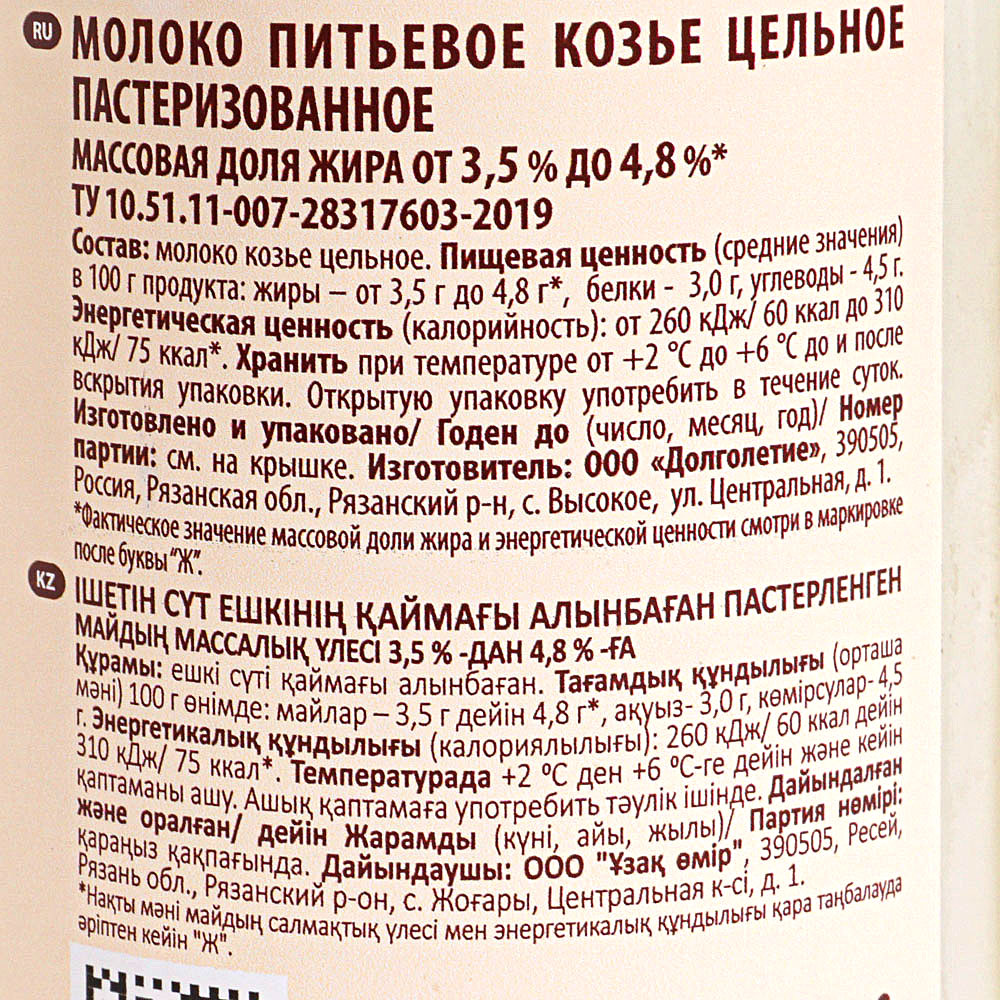 RU МОЛОКО ПИТЬЕВОЕ КОЗЬЕ ЦЕЛЬНОЕ
ПАСТЕРИЗОВАННОЕ
МАССОВАЯ ДОЛЯ ЖИРА ОТ 3,5 % ДО 4,8 %*
ТУ 10.51.11-007-28317603-2019
Состав: молоко козье цельное. Пищевая ценность (средние значения)
в 100 г продукта: жиры – от 3,5 г до 4,8 г*, белки - 3,0 г, углеводы - 4,5 г.
Энергетическая ценность (калорийность): от 260 кДж/ 60 ккал до 310
кДж/ 75 ккал*. Хранить при температуре от +2 °С до +6 °С до и после
вскрытия упаковки. Открытую упаковку употребить в течение суток.
Изготовлено и упаковано/ Годен до (число, месяц, год)/ Номер
партии: см. на крышке. Изготовитель: ООО «Долголетие», 390505,
Россия, Рязанская обл., Рязанский р-н, с. Высокое, ул. Центральная, д. 1.
*Фактическое значение массовой доли жира и энергетической ценности смотри в маркировке
после буквы "Ж".
KZ ІШЕТІН СҮТ ЕШКІНІҢ ҚАЙМАҒЫ АЛЫНБАҒАН ПАСТЕРЛЕНГЕН
МАЙДЫҢ МАССАЛЫҚ ҮЛЕСІ 3,5 % -ДАН 4,8 % -ҒА
Құрамы: ешкі сүті қаймағы алынбаған. Тағамдық құндылығы (орташа
мәні) 100 г өнімде: майлар – 3,5 г дейін 4,8 г*, ақуыз- 3,0 г, көмірсулар- 4,5
г. Энергетикалық құндылығы (калориялылығы): 260 кДж/ 60 ккал дейін
310 кДж/ 75 ккал*. Температурада +2 °С ден +6 °С-ге дейін және кейін
қаптаманы ашу. Ашық қаптамаға употребить тәулік ішінде. Дайындалған
және оралған/ дейін Жарамды (күні, айы, жылы)/ Партия нөмірі:
қараңыз қақпағында. Дайындаушы: ООО "Ұзақ өмір", 390505, Ресей,
Рязань обл., Рязанский р-он, с. Жоғары, Центральная к-сі, д. 1.
*Нақты мәні майдың салмақтық үлесі мен энергетикалық құндылығы қара таңбалауда
әріптен кейін "Ж".